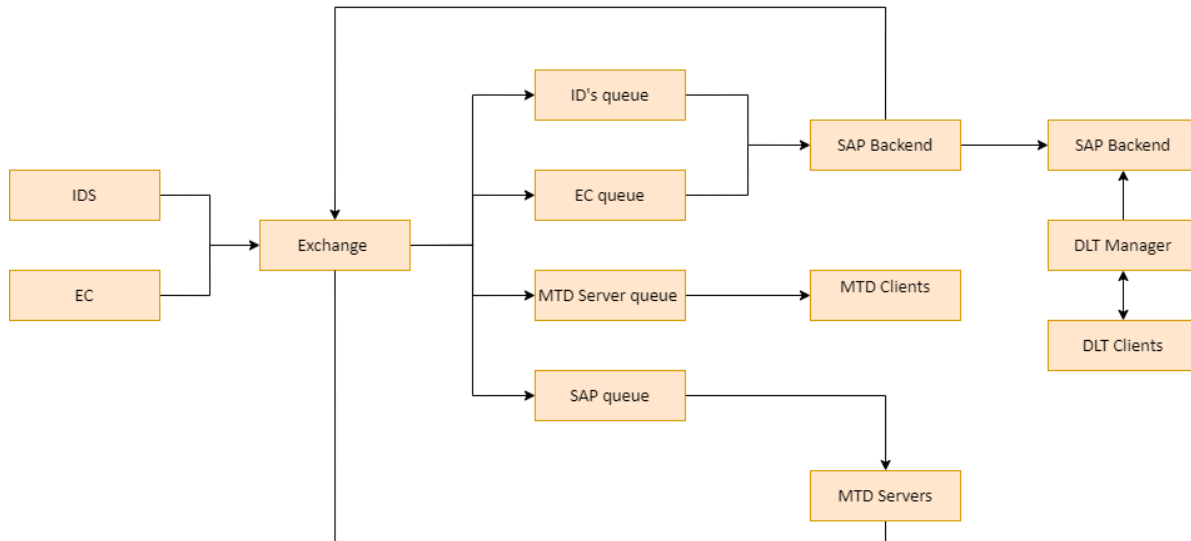 ID's queue
SAP Backend
SAP Backend
IDS
EC queue
Exchange
DLT Manager
EC
MTD Server queue
MTD Clients
DLT Clients
SAP queue
MTD Servers